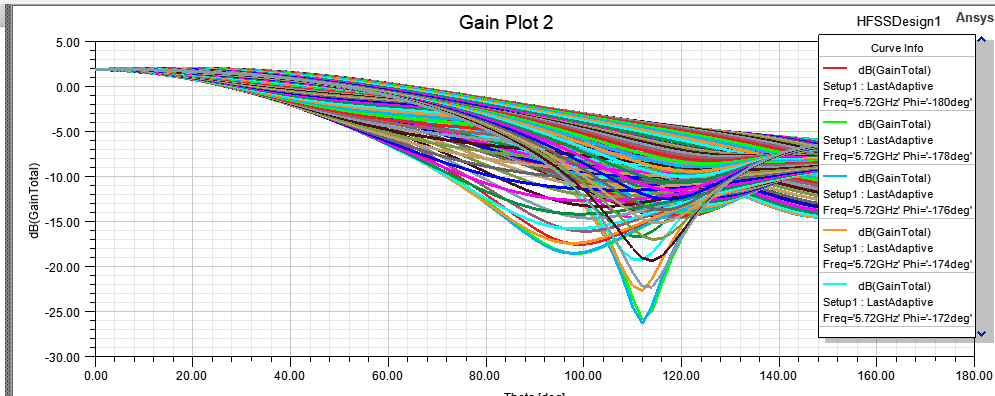 Gain Plot 2
HFSSDesign1
Ansys
Curve Info
dB(GainTotal)
Setup1 : LastAdaptive
Freq='5.72GHz' Phi='-180deg'
dB(GainTotal)
Setup1 : LastAdaptive
Freq='5.72GHz' Phi='-178deg'
dB(GainTotal)
Setup1 : LastAdaptive
Freq='5.72GHz' Phi='-176deg'
dB(GainTotal)
Setup1 : LastAdaptive
Freq='5.72GHz' Phi='-174deg'
dB(GainTotal)
Setup1 : LastAdaptive
Freq='5.72GHz' Phi='-172deg'
dB(GainTotal)
5.00
0.00
-5.00
-10.00
-15.00
-20.00
-25.00
-30.00
0.00 20.00 40.00 60.00 80.00 100.00 120.00 140.00 160.00 180.00
Theta [deg]